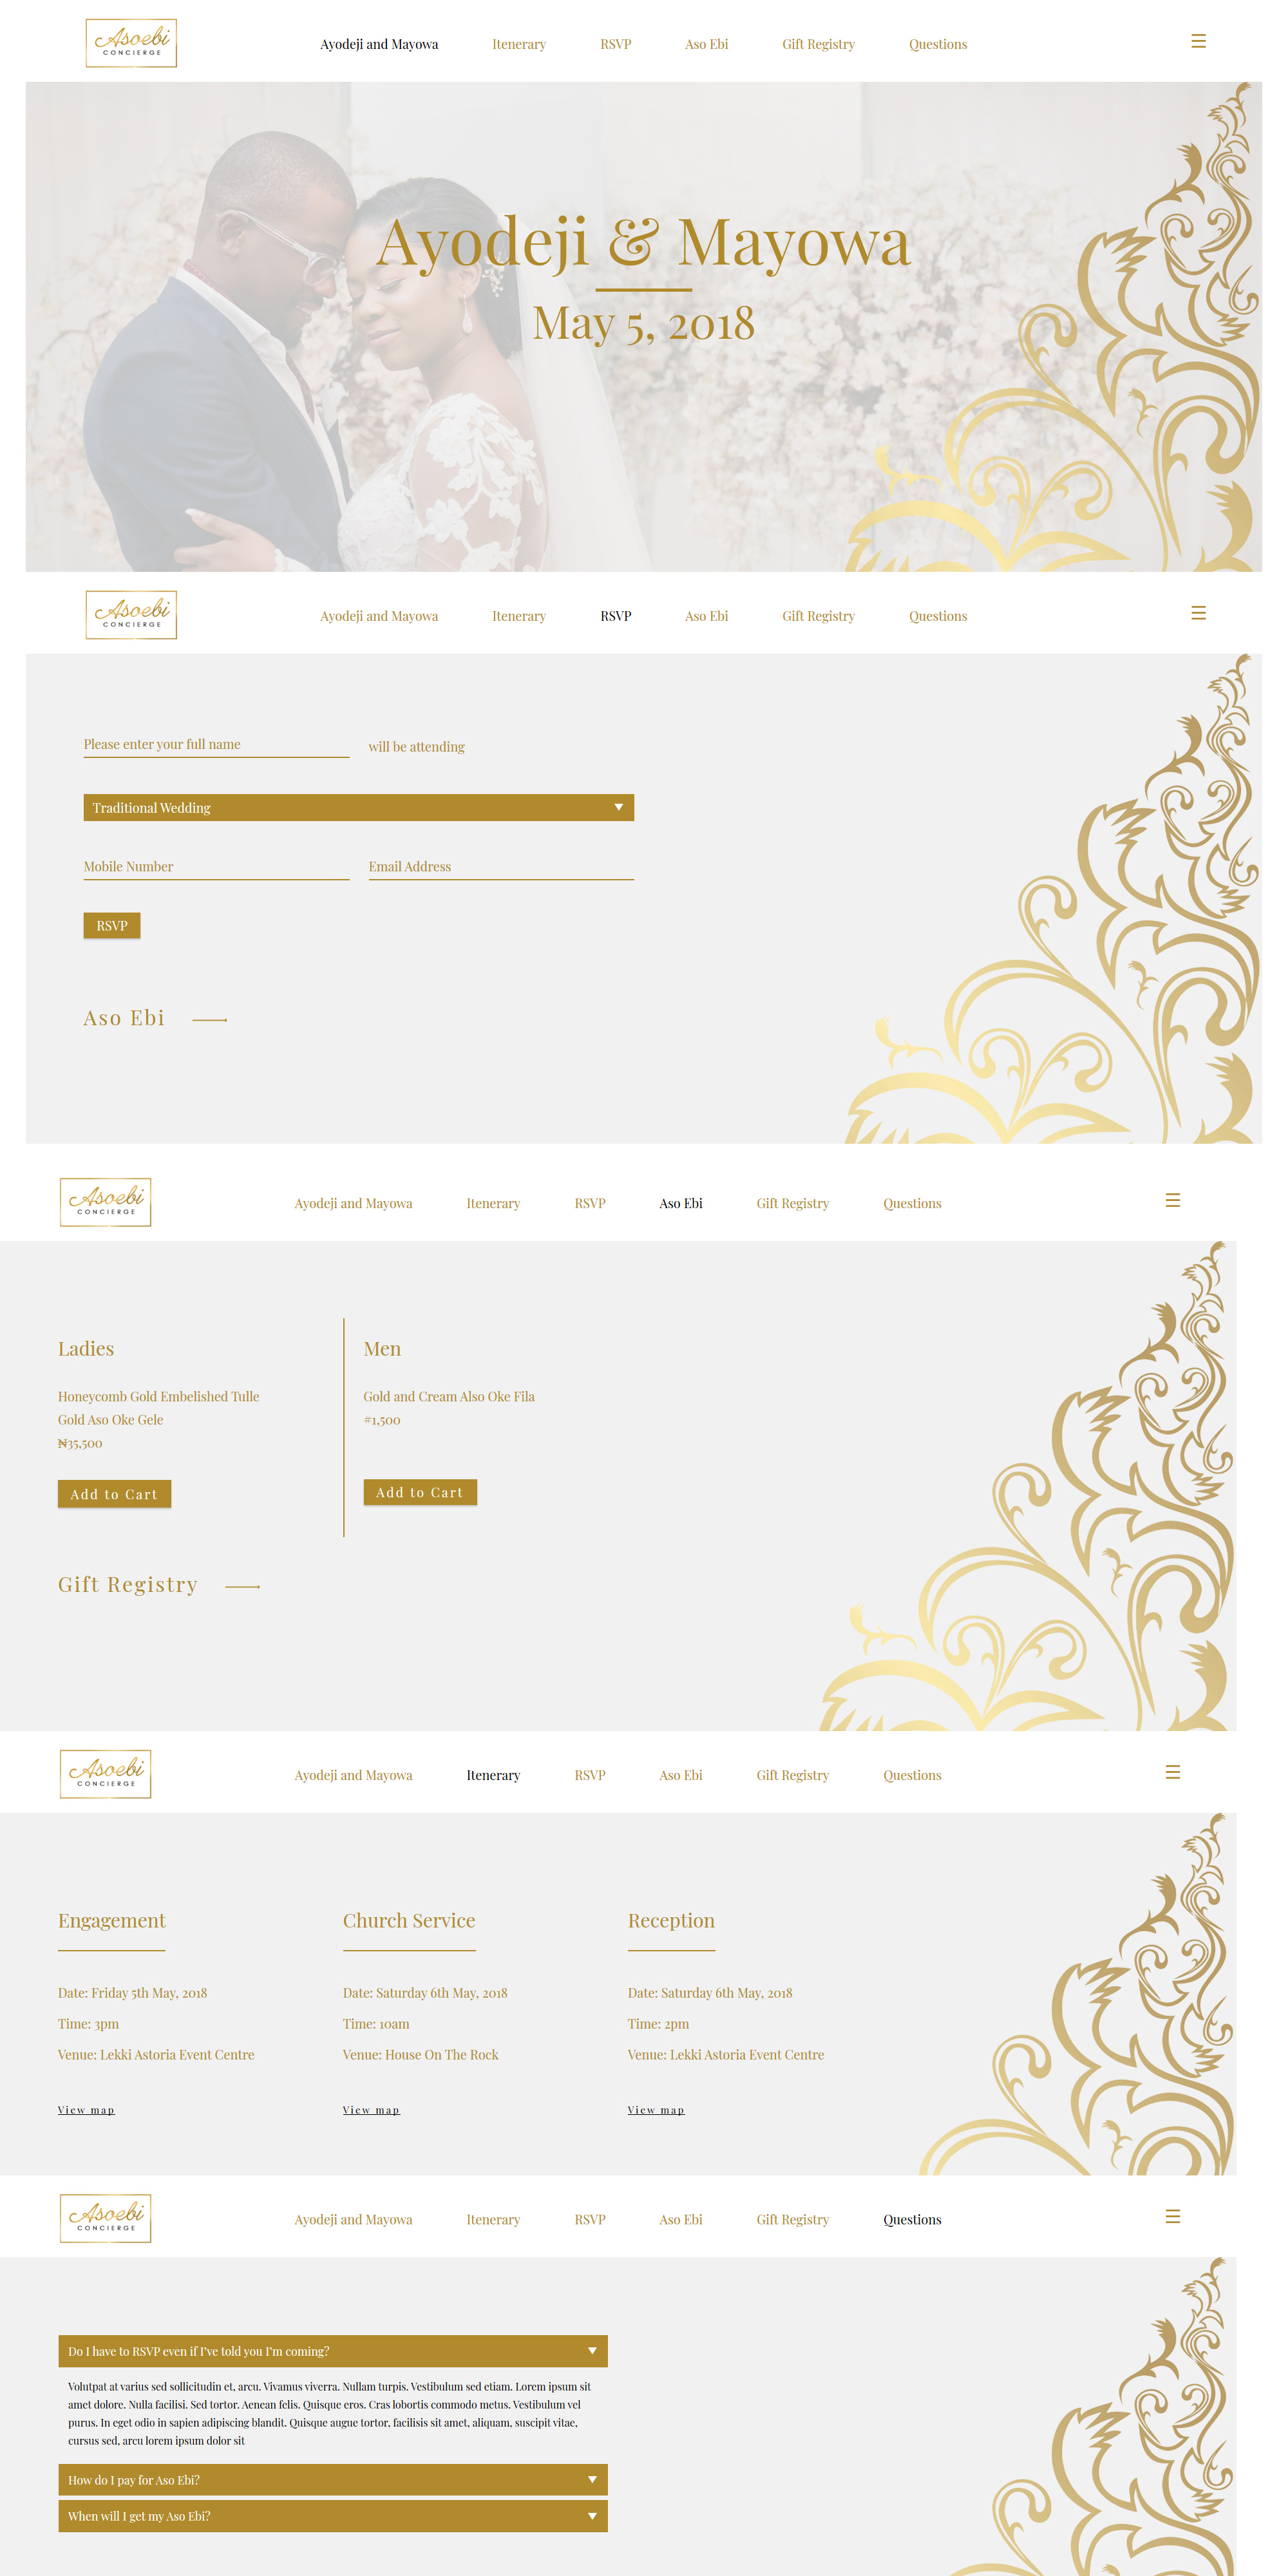 Asoebi
CONCIERGE
Ayodeji and Mayowa Itenerary RSVP Aso Ebi Gift Registry Questions
Ayodeji & Mayowa
May 5, 2018
Asoebi
CONCIERGE
Ayodeji and Mayowa Itenerary RSVP Aso Ebi Gift Registry Questions
Please enter your full name will be attending
Traditional Wedding
Mobile Number Email Address
RSVP
Aso Ebi
Asoebi
CONCIERGE
Ayodeji and Mayowa Itenerary RSVP Aso Ebi Gift Registry Questions
Ladies
Honeycomb Gold Embelished Tulle
Gold Aso Oke Gele
₦35,500
Add to Cart
Men
Gold and Cream Also Oke Fila
#1,500
Add to Cart
Gift Registry
Asoebi
CONCIERGE
Ayodeji and Mayowa Itenerary RSVP Aso Ebi Gift Registry Questions
Engagement
Date: Friday 5th May, 2018
Time: 3pm
Venue: Lekki Astoria Event Centre
View map
Church Service
Date: Saturday 6th May, 2018
Time: 10am
Venue: House On The Rock
View map
Reception
Date: Saturday 6th May, 2018
Time: 2pm
Venue: Lekki Astoria Event Centre
View map
Asoebi
CONCIERGE
Ayodeji and Mayowa Itenerary RSVP Aso Ebi Gift Registry Questions
Do I have to RSVP even if I've told you I'm coming?
Volutpat at varius sed sollicitudin et, arcu. Vivamus viverra. Nullam turpis. Vestibulum sed etiam. Lorem ipsum sit
amet dolore. Nulla facilisi. Sed tortor. Aenean felis. Quisque eros. Cras lobortis commodo metus. Vestibulum vel
purus. In eget odio in sapien adipiscing blandit. Quisque augue tortor, facilisis sit amet, aliquam, suscipit vitae,
cursus sed, arcu lorem ipsum dolor sit
How do I pay for Aso Ebi?
When will I get my Aso Ebi?